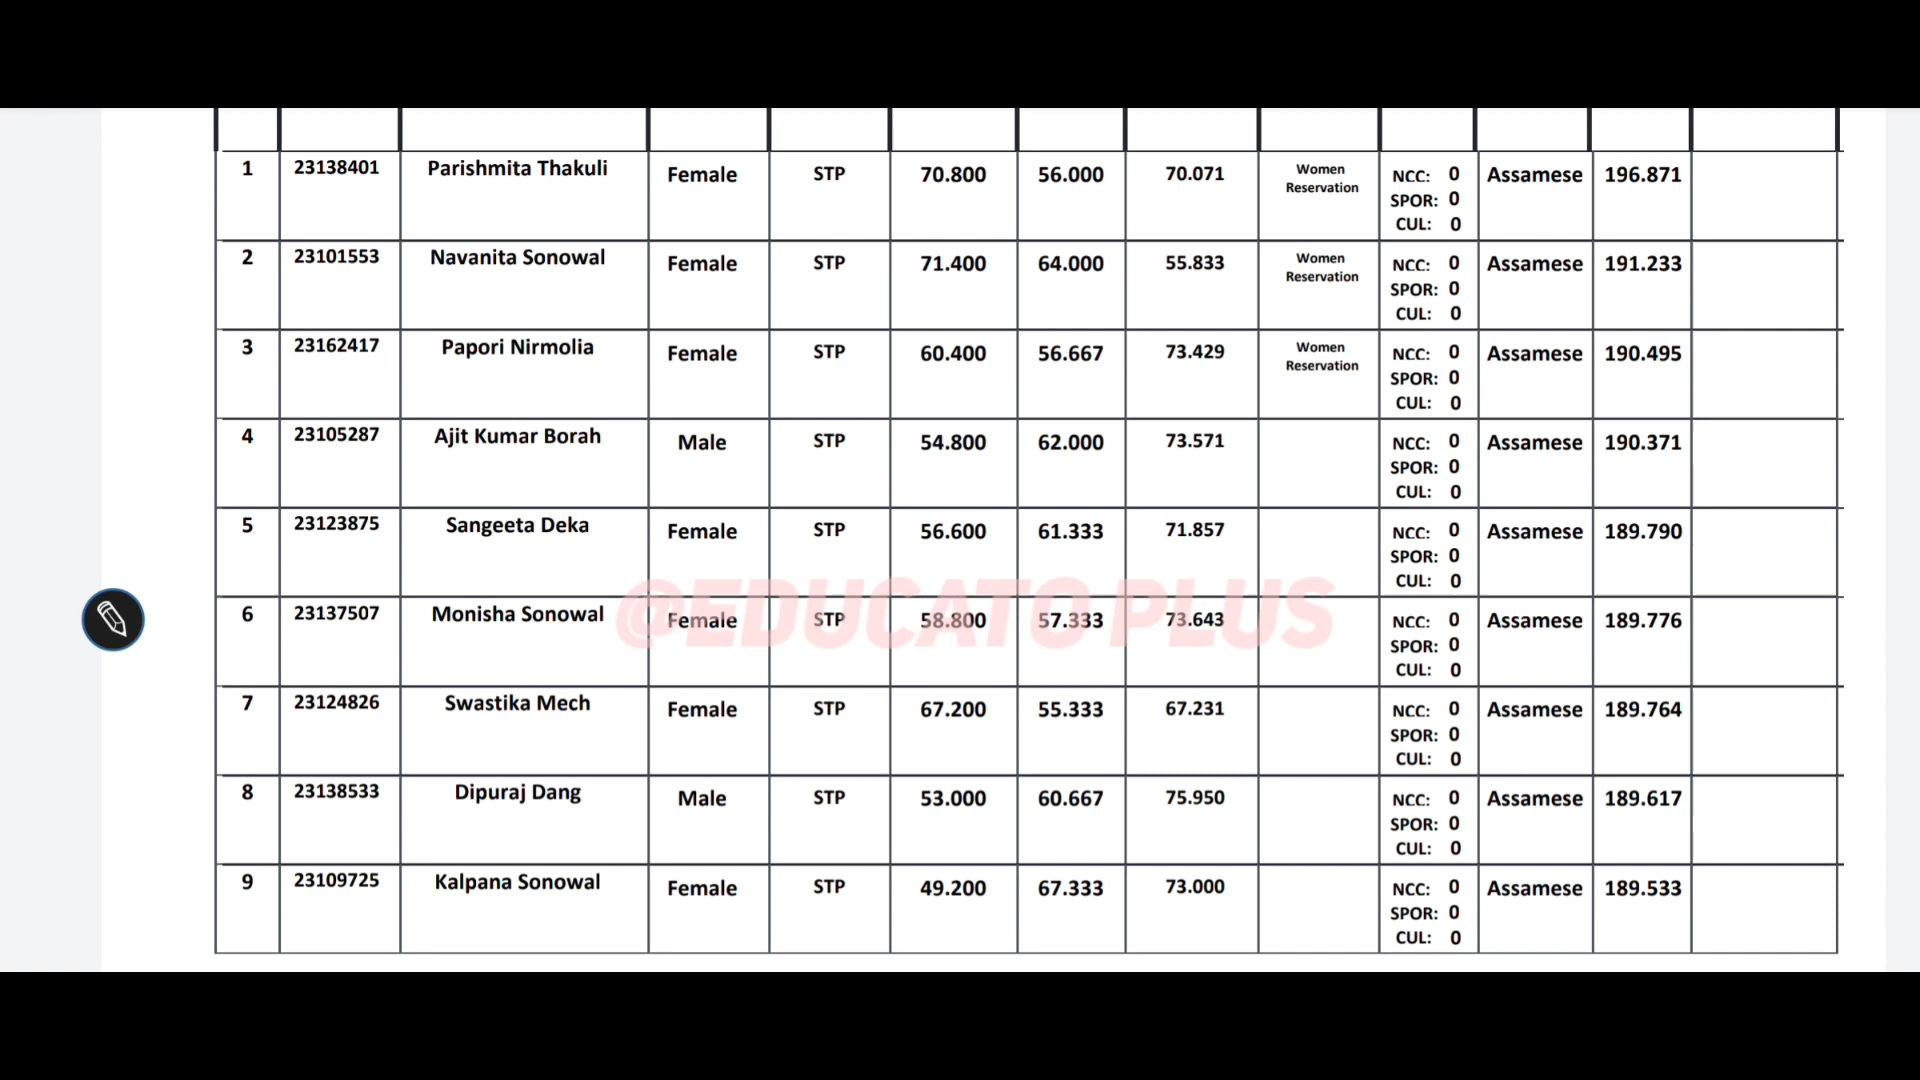 1 23138401 Parishmita Thakuli Female STP 70.800 56.000 70.071 Women Reservation NCC: 0 SPOR: 0 CUL: 0 Assamese 196.871
2 23101553 Navanita Sonowal Female STP 71.400 64.000 55.833 Women Reservation NCC: 0 SPOR: 0 CUL: 0 Assamese 191.233
3 23162417 Papori Nirmolia Female STP 60.400 56.667 73.429 Women Reservation NCC: 0 SPOR: 0 CUL: 0 Assamese 190.495
4 23105287 Ajit Kumar Borah Male STP 54.800 62.000 73.571 NCC: 0 SPOR: 0 CUL: 0 Assamese 190.371
5 23123875 Sangeeta Deka Female STP 56.600 61.333 71.857 NCC: 0 SPOR: 0 CUL: 0 Assamese 189.790
6 23137507 Monisha Sonowal Female STP 58.800 57.333 73.643 NCC: 0 SPOR: 0 CUL: 0 Assamese 189.776
@EDUCATO PLUS
7 23124826 Swastika Mech Female STP 67.200 55.333 67.231 NCC: 0 SPOR: 0 CUL: 0 Assamese 189.764
8 23138533 Dipuraj Dang Male STP 53.000 60.667 75.950 NCC: 0 SPOR: 0 CUL: 0 Assamese 189.617
9 23109725 Kalpana Sonowal Female STP 49.200 67.333 73.000 NCC: 0 SPOR: 0 CUL: 0 Assamese 189.533